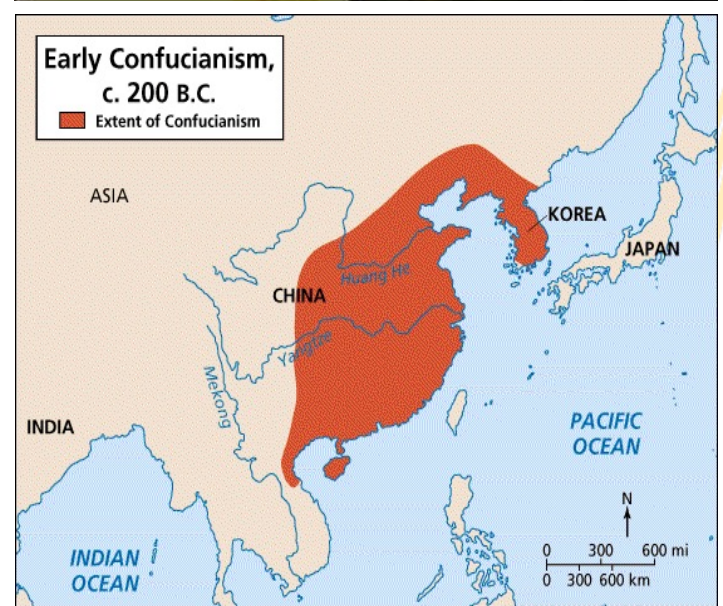 Early Confucianism,
c. 200 B.C.
Extent of Confucianism
ASIA
KOREA
JAPAN
Huang He
CHINA
Yangtze
Mekong
INDIA
PACIFIC
OCEAN
N
0 300 600 mi
0 300 600 km
INDIAN
OCEAN